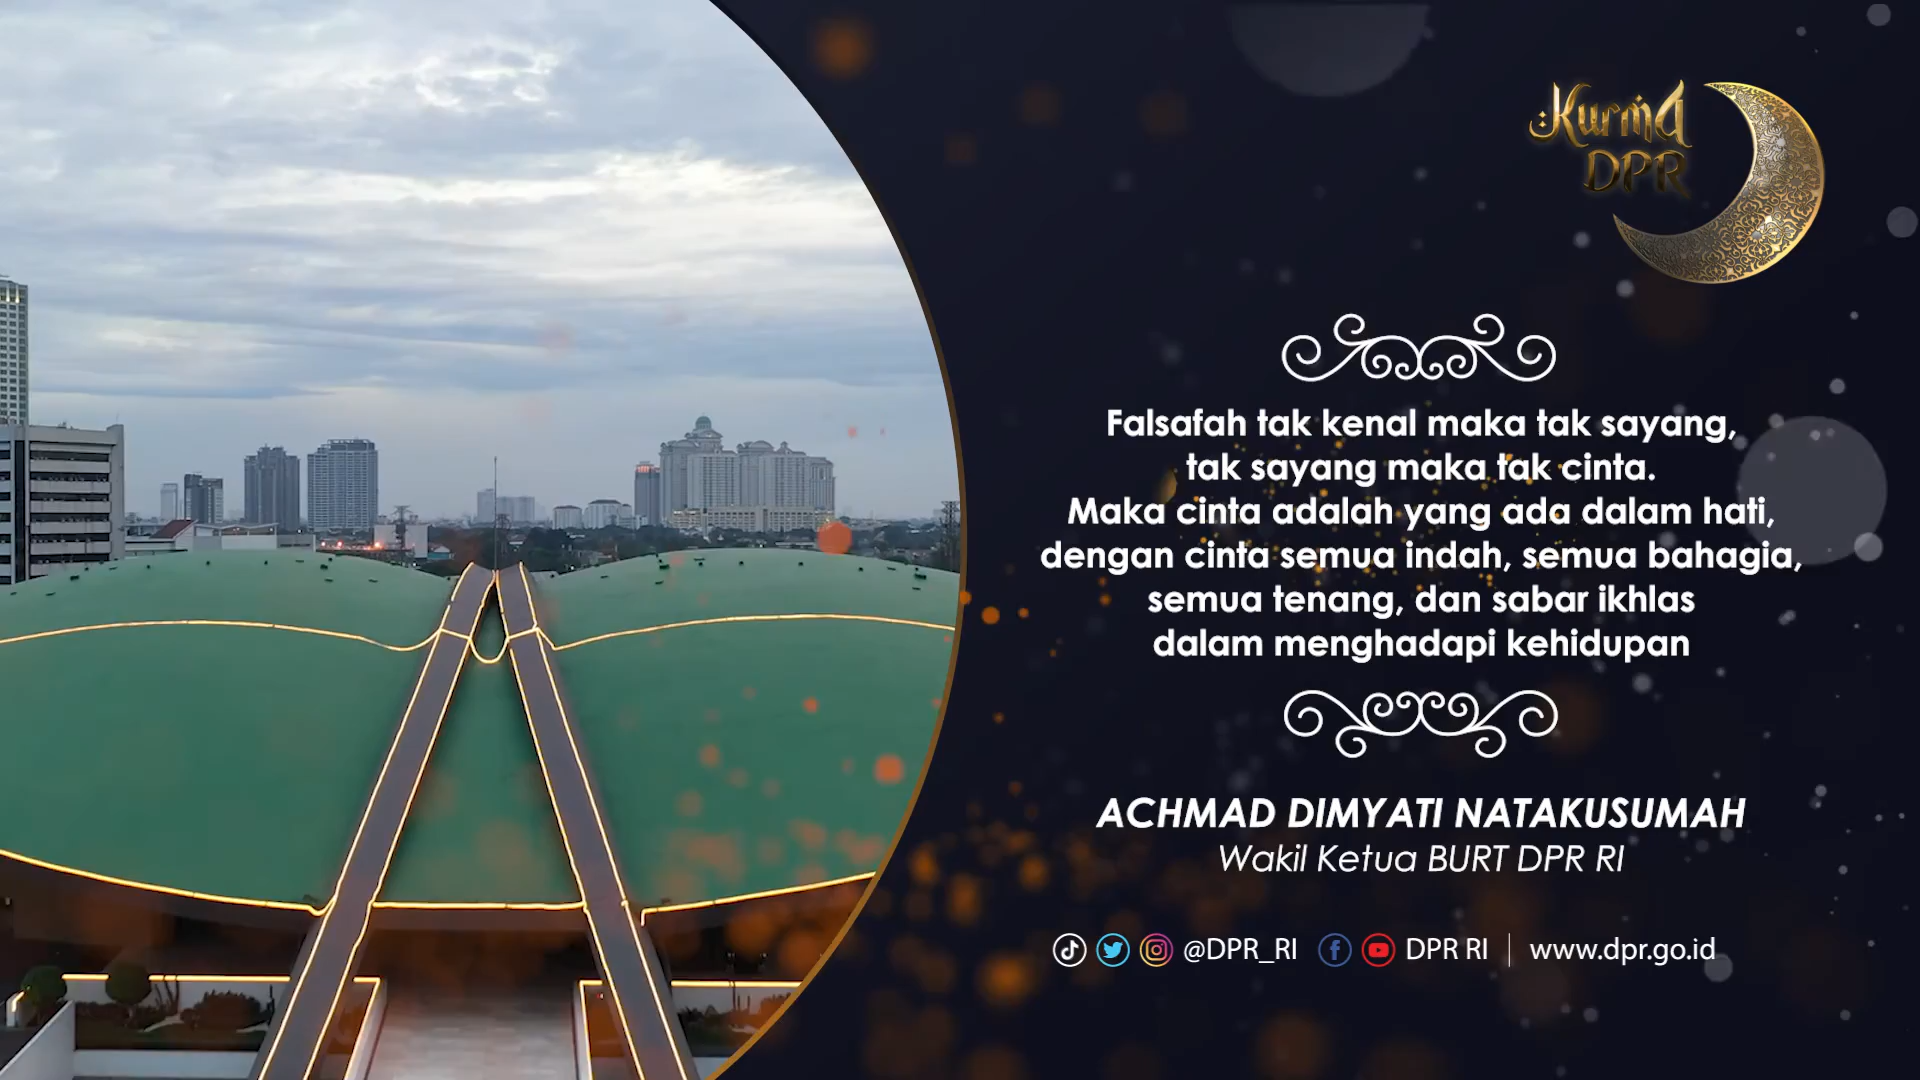 Kurma
DPR
Falsafah tak kenal maka tak sayang,
tak sayang maka tak cinta.
Maka cinta adalah yang ada dalam hati,
dengan cinta semua indah, semua bahagia,
semua tenang, dan sabar ikhlas
dalam menghadapi kehidupan
ACHMAD DIMYATI NATAKUSUMAH
Wakil Ketua BURT DPR RI
@DPR_RI DPR RI | www.dpr.go.id